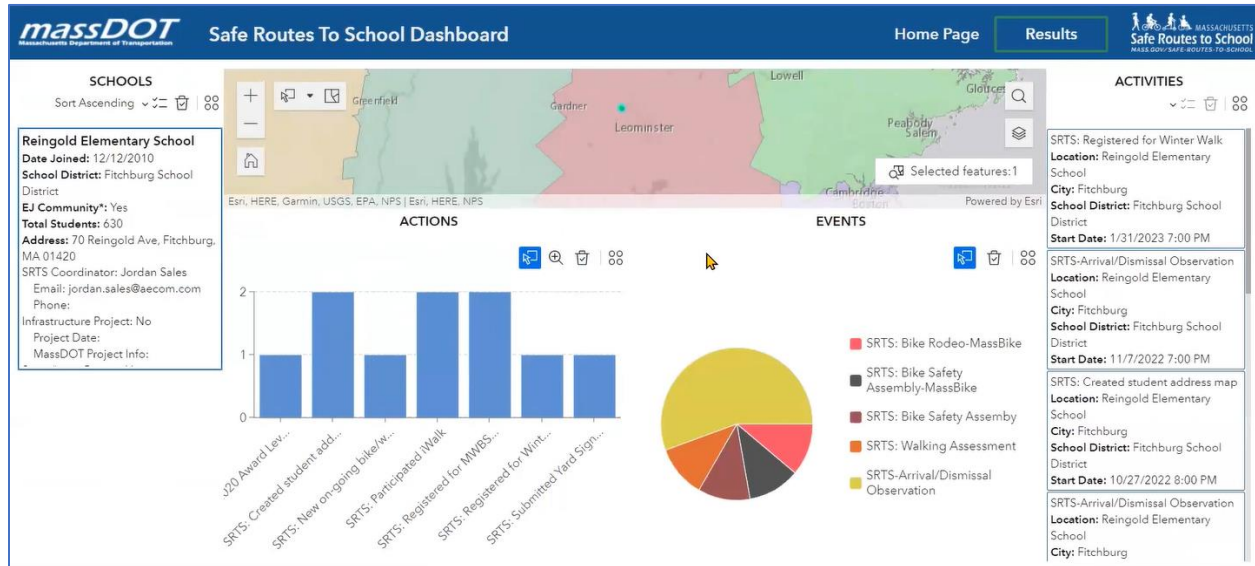 massDOT
Massachusetts Department of Transportation
Safe Routes To School Dashboard
Home Page
Results
MASSACHUSETTS
Safe Routes to School
MASS.GOV/SAFE-ROUTES-TO-SCHOOL
SCHOOLS
Sort Ascending
Reingold Elementary School
Date Joined: 12/12/2010
School District: Fitchburg School
District
EJ Community*: Yes
Total Students: 630
Address: 70 Reingold Ave, Fitchburg,
MA 01420
SRTS Coordinator: Jordan Sales
Email: jordan.sales@aecom.com
Phone:
Infrastructure Project: No
Project Date:
MassDOT Project Info:
Greenfield
Gardner
Leominster
Lowell
Peabody
Salem
Cambridge
Boston
Selected features:1
Esri, HERE, Garmin, USGS, EPA, NPS | Esri, HERE, NPS
Powered by Esri
ACTIONS
2
1
0
020 Award Lev...
SRTS: Created student add...
SRTS: New on-going bike/w...
SRTS: Participated iWalk
SRTS: Registered for MWBS...
SRTS: Registered for Wint...
SRTS: Submitted Yard Sign...
EVENTS
SRTS: Bike Rodeo-MassBike
SRTS: Bike Safety
Assembly-MassBike
SRTS: Bike Safety Assemby
SRTS: Walking Assessment
SRTS-Arrival/Dismissal
Observation
ACTIVITIES
SRTS: Registered for Winter Walk
Location: Reingold Elementary
School
City: Fitchburg
School District: Fitchburg School
District
Start Date: 1/31/2023 7:00 PM
SRTS-Arrival/Dismissal Observation
Location: Reingold Elementary
School
City: Fitchburg
School District: Fitchburg School
District
Start Date: 11/7/2022 7:00 PM
SRTS: Created student address map
Location: Reingold Elementary
School
City: Fitchburg
School District: Fitchburg School
District
Start Date: 10/27/2022 8:00 PM
SRTS-Arrival/Dismissal Observation
Location: Reingold Elementary
School
City: Fitchburg